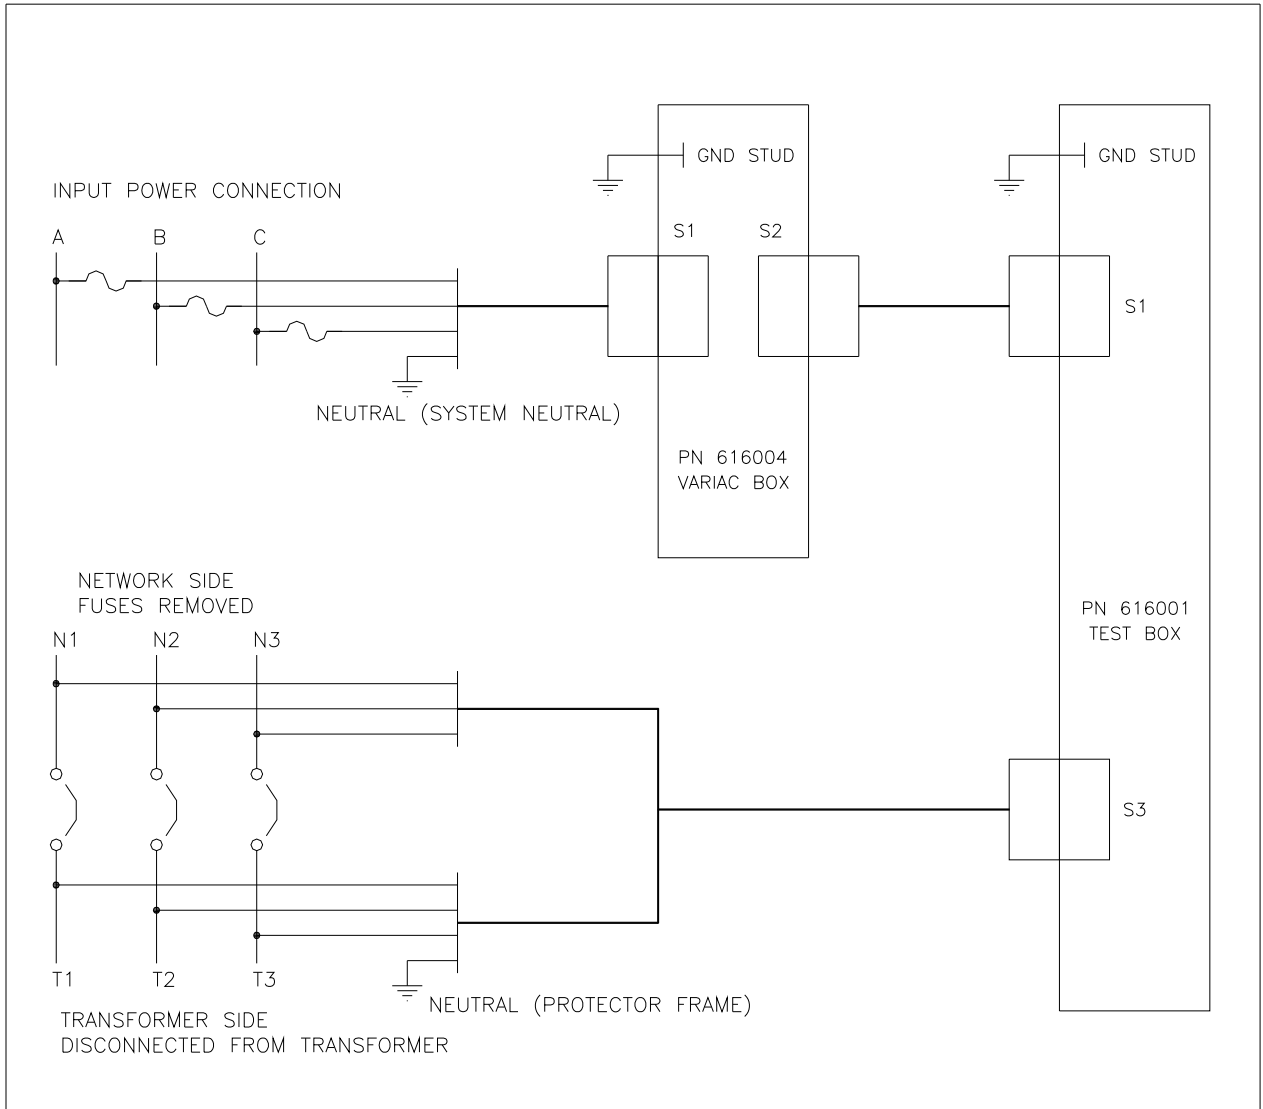 GND STUD
GND STUD
INPUT POWER CONNECTION
A
B
C
S1
S2
S1
NEUTRAL (SYSTEM NEUTRAL)
PN 616004
VARIAC BOX
NETWORK SIDE
FUSES REMOVED
N1
N2
N3
PN 616001
TEST BOX
S3
T1
T2
T3
NEUTRAL (PROTECTOR FRAME)
TRANSFORMER SIDE
DISCONNECTED FROM TRANSFORMER